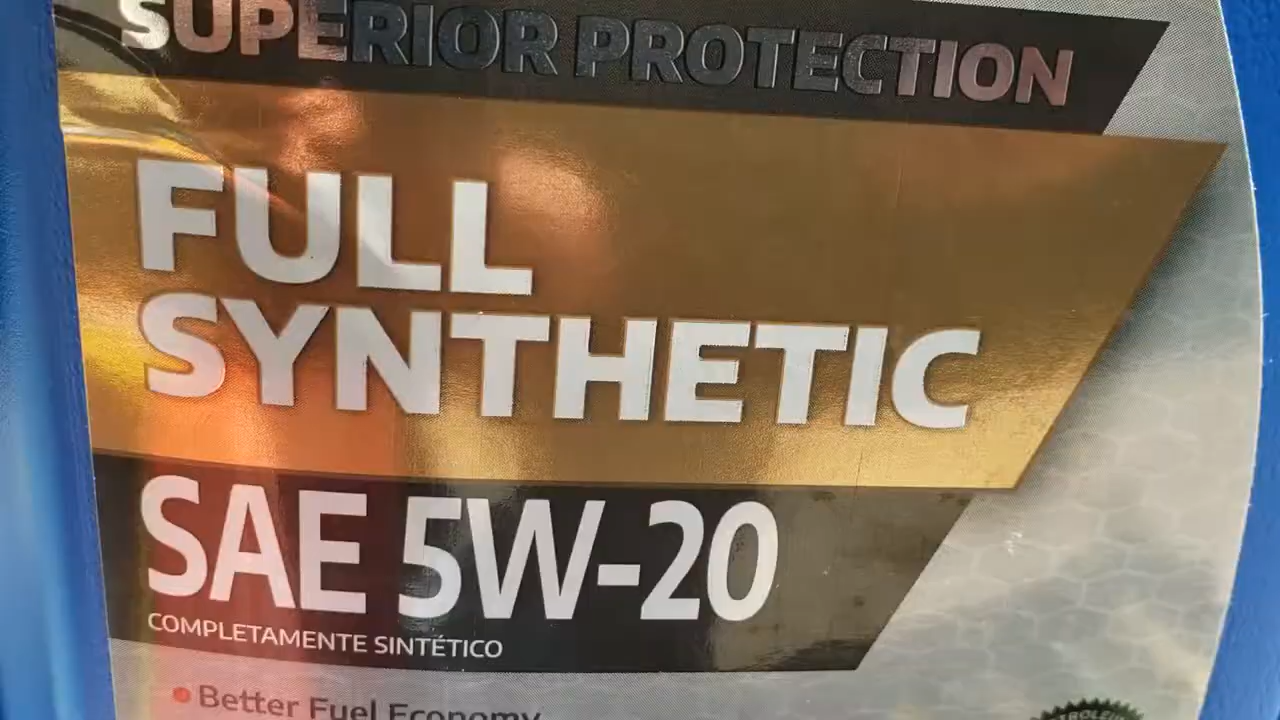 SUPERIOR PROTECTION
FULL
SYNTHETIC
SAE 5W-20
COMPLETAMENTE SINTÉTICO
Better Fuel Economy